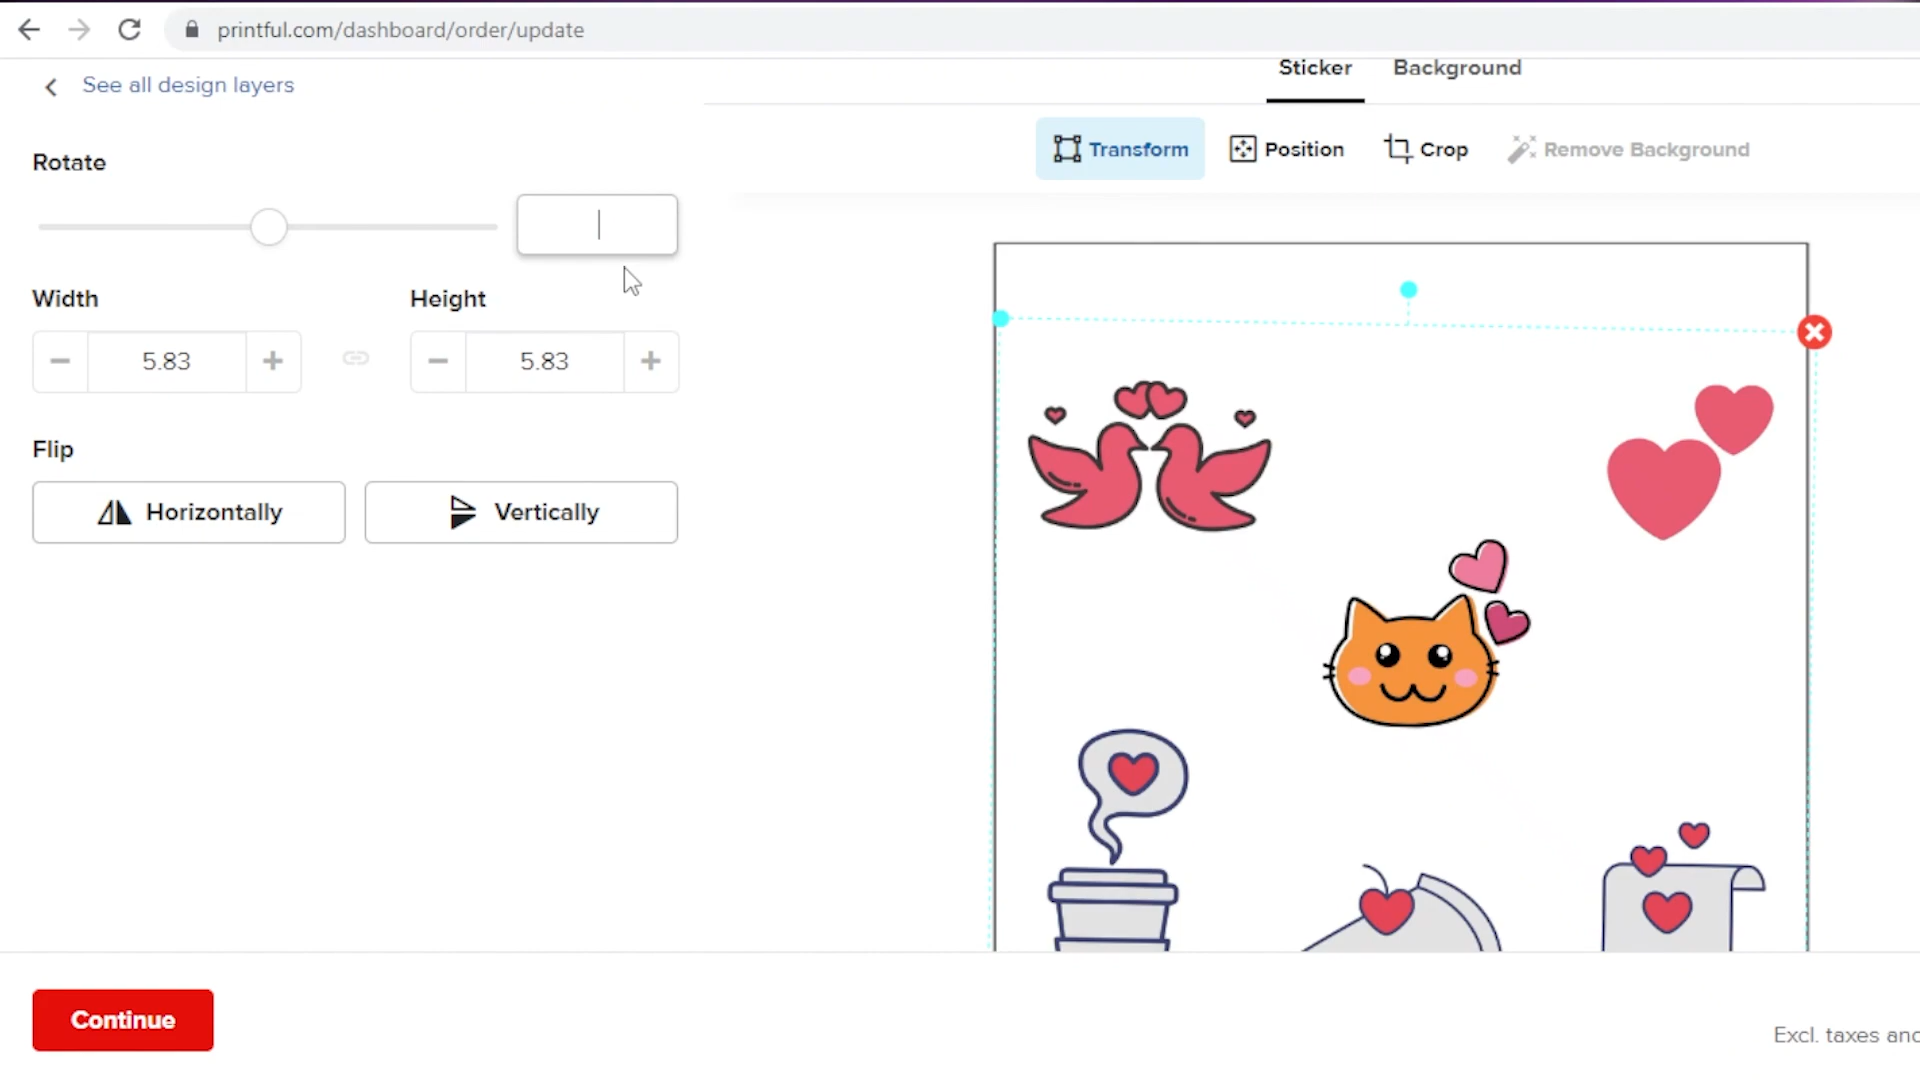 printful.com/dashboard/order/update
See all design layers
Sticker Background
Transform Position Crop Remove Background
Rotate
Width Height
5.83 5.83
Flip
Horizontally Vertically
Continue
Excl. taxes and